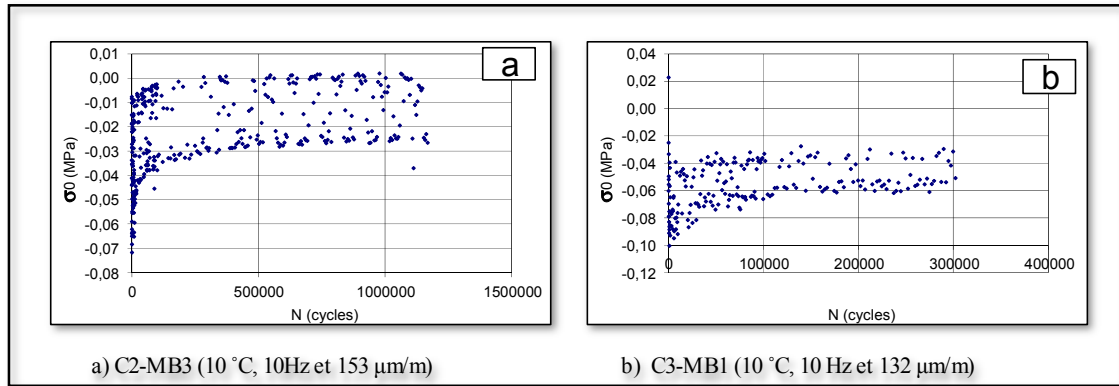 a
0,01
0,00
-0,01
-0,02
-0,03
-0,04
-0,05
-0,06
-0,07
-0,08
σ0 (MPa)
0 500000 1000000 1500000
N (cycles)
b
0,04
0,02
0,00
-0,02
-0,04
-0,06
-0,08
-0,10
-0,12
σ0 (MPa)
0 100000 200000 300000 400000
N (cycles)
a) C2-MB3 (10 ˚C, 10Hz et 153 μm/m)
b) C3-MB1 (10 ˚C, 10 Hz et 132 μm/m)